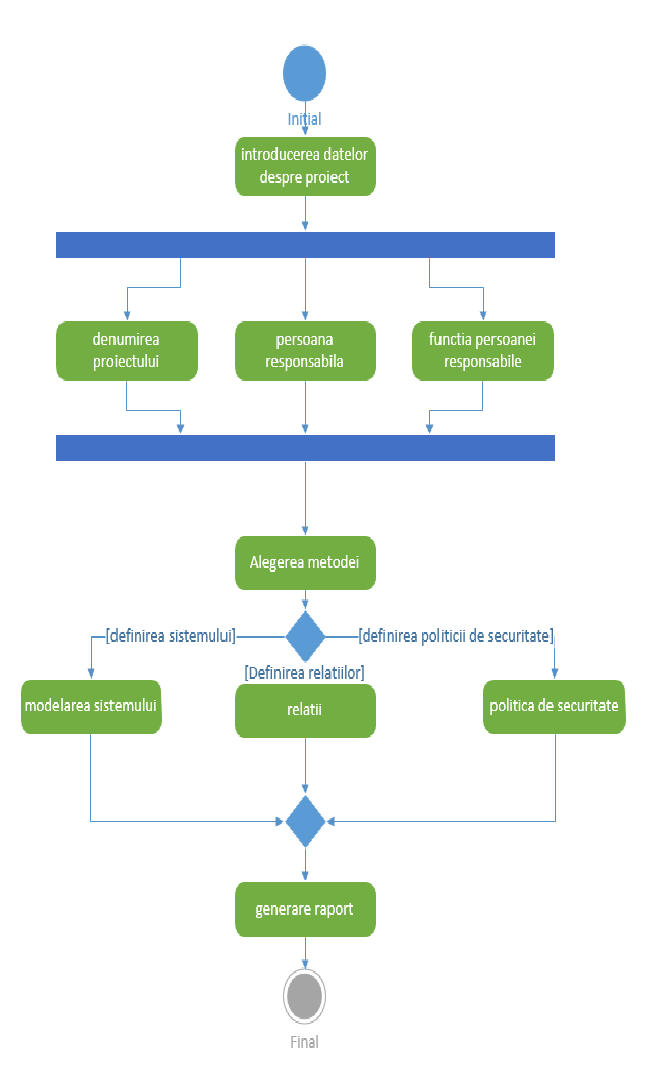 Initial
introducerea datelor
despre proiect
denumirea
proiectului
persoana
responsabila
functia persoanei
responsabile
Alegerea metodei
[definirea sistemului]
[definirea politicii de securitate]
[Definirea relatiilor]
modelarea sistemului
relatii
politica de securitate
generare raport
Final